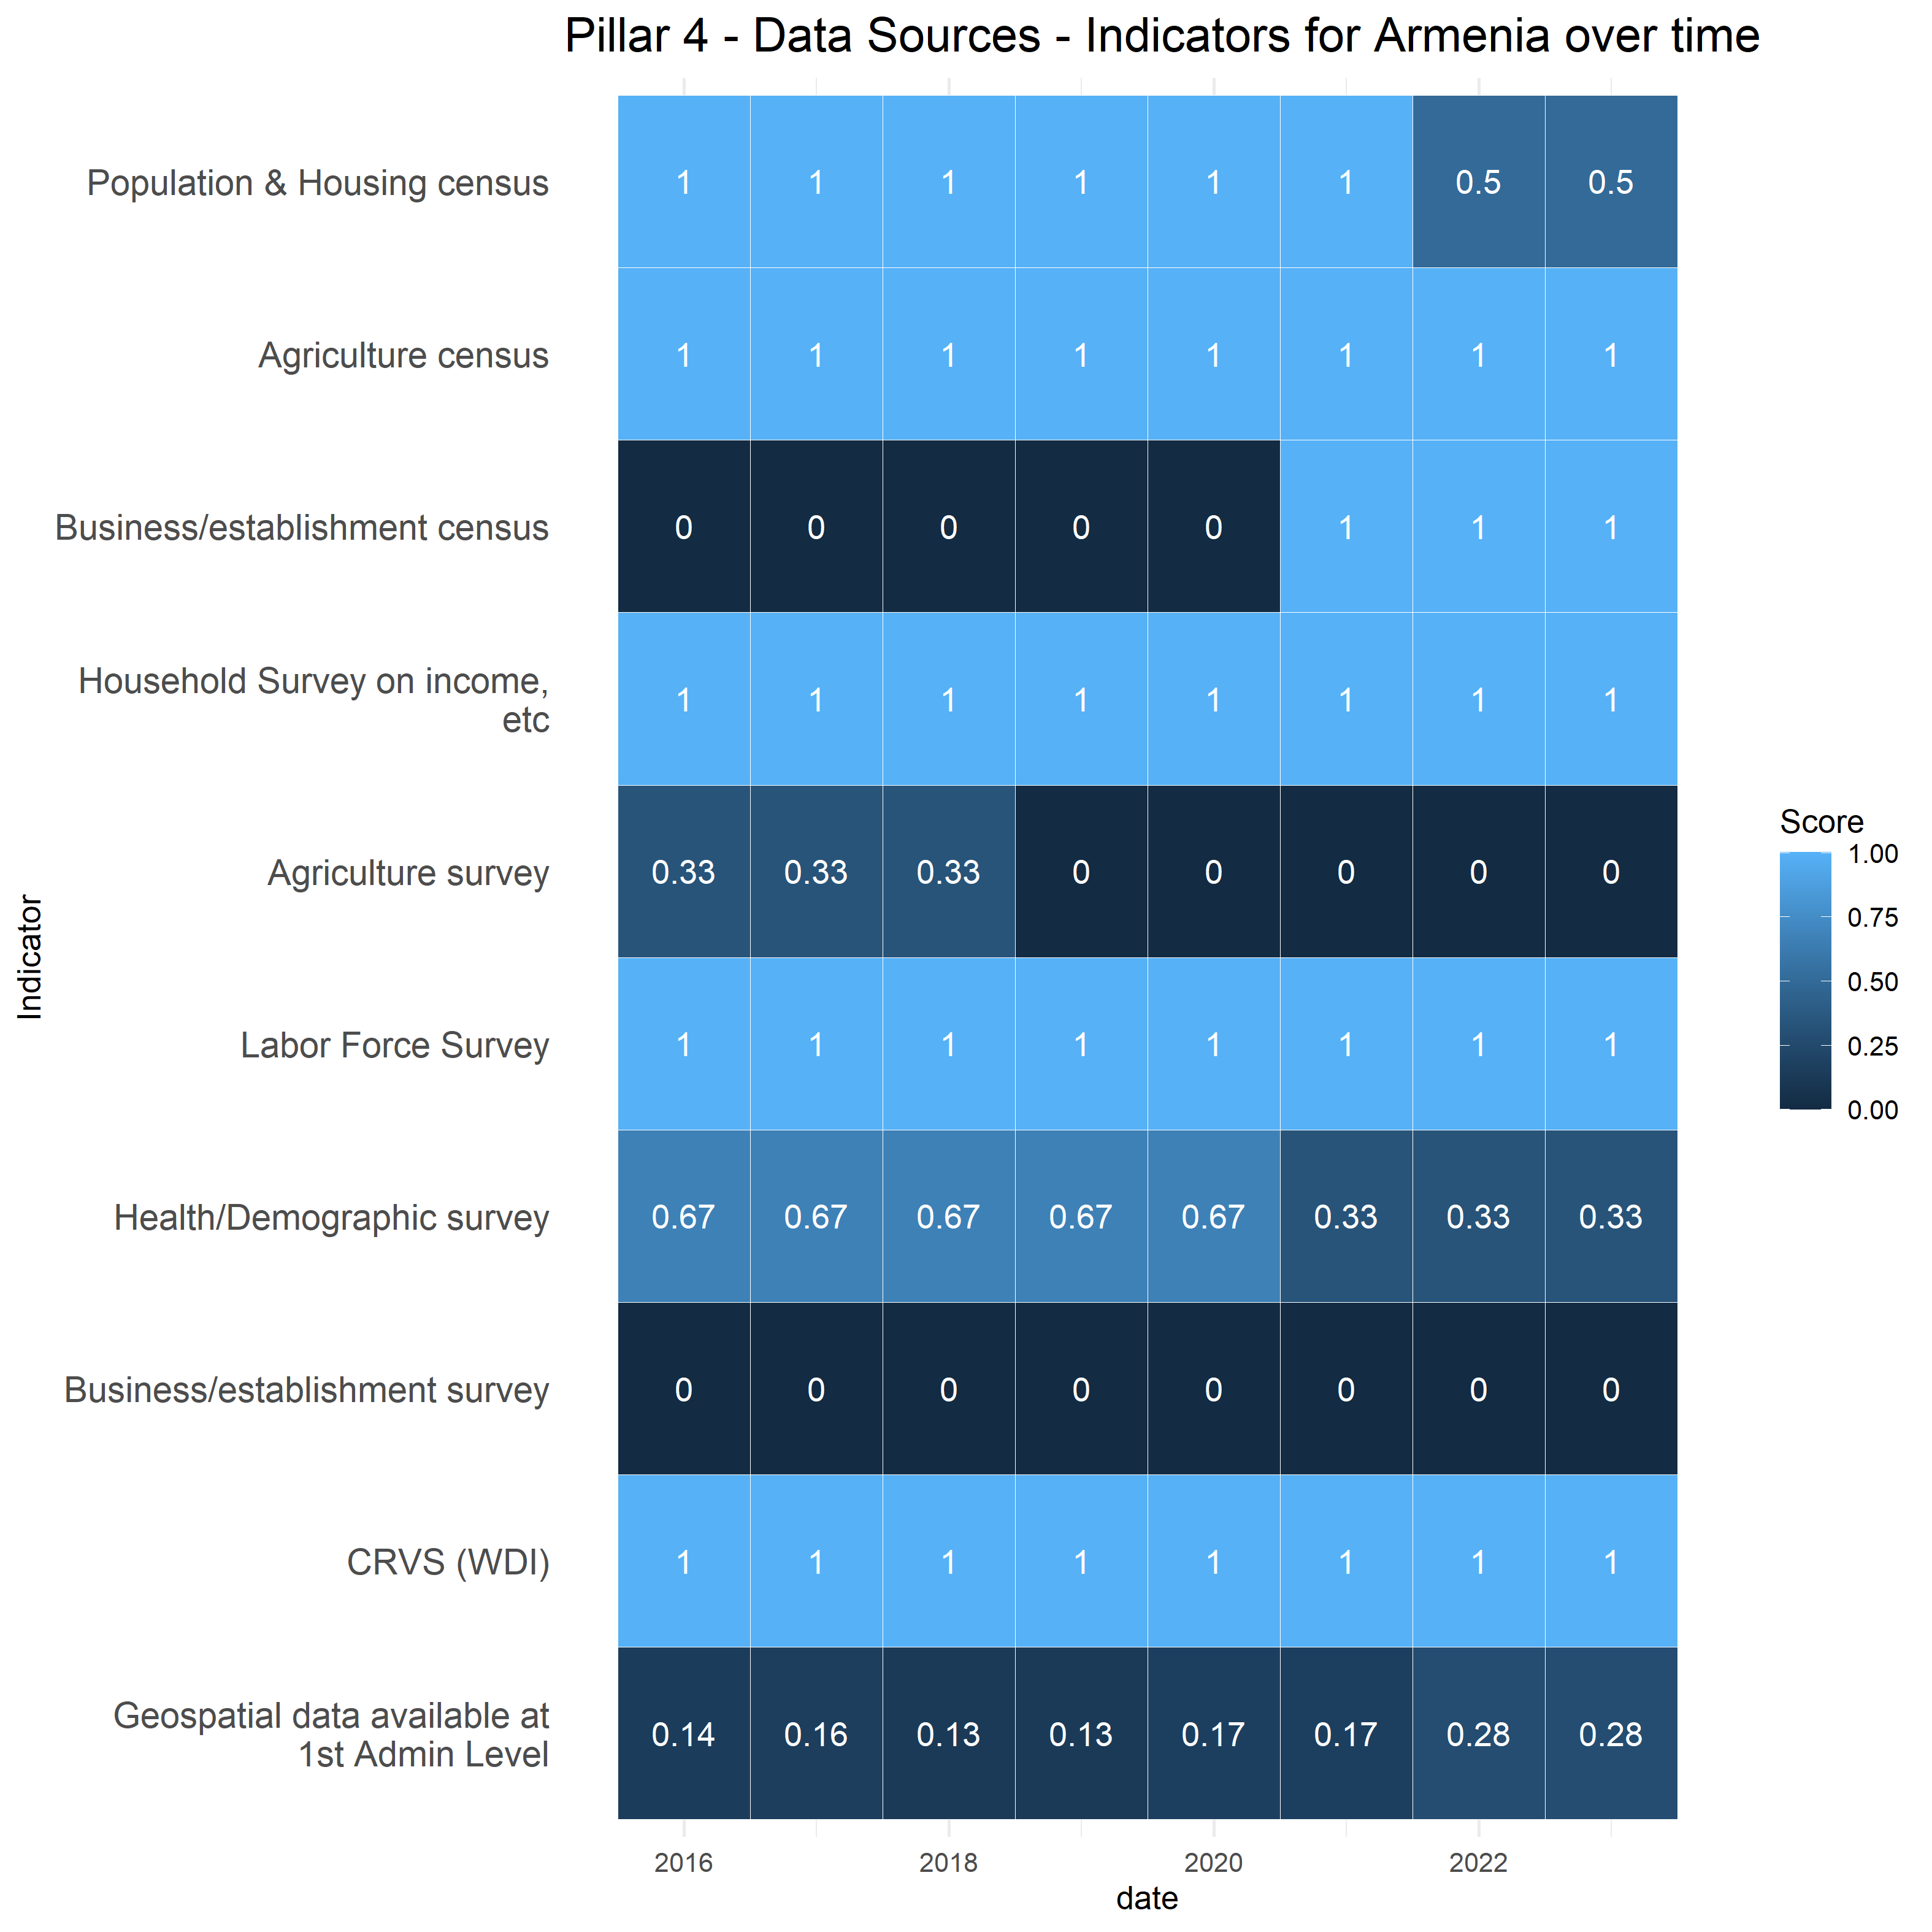 Pillar 4 - Data Sources - Indicators for Armenia over time
Population & Housing census
1 1 1 1 1 1 0.5 0.5
Agriculture census
1 1 1 1 1 1 1 1
Business/establishment census
0 0 0 0 0 1 1 1
Household Survey on income,
etc
1 1 1 1 1 1 1 1
Agriculture survey
0.33 0.33 0.33 0 0 0 0 0
Labor Force Survey
1 1 1 1 1 1 1 1
Health/Demographic survey
0.67 0.67 0.67 0.67 0.67 0.33 0.33 0.33
Business/establishment survey
0 0 0 0 0 0 0 0
CRVS (WDI)
1 1 1 1 1 1 1 1
Geospatial data available at
1st Admin Level
0.14 0.16 0.13 0.13 0.17 0.17 0.28 0.28
2016 2018 2020 2022
date
Indicator
Score
1.00
0.75
0.50
0.25
0.00